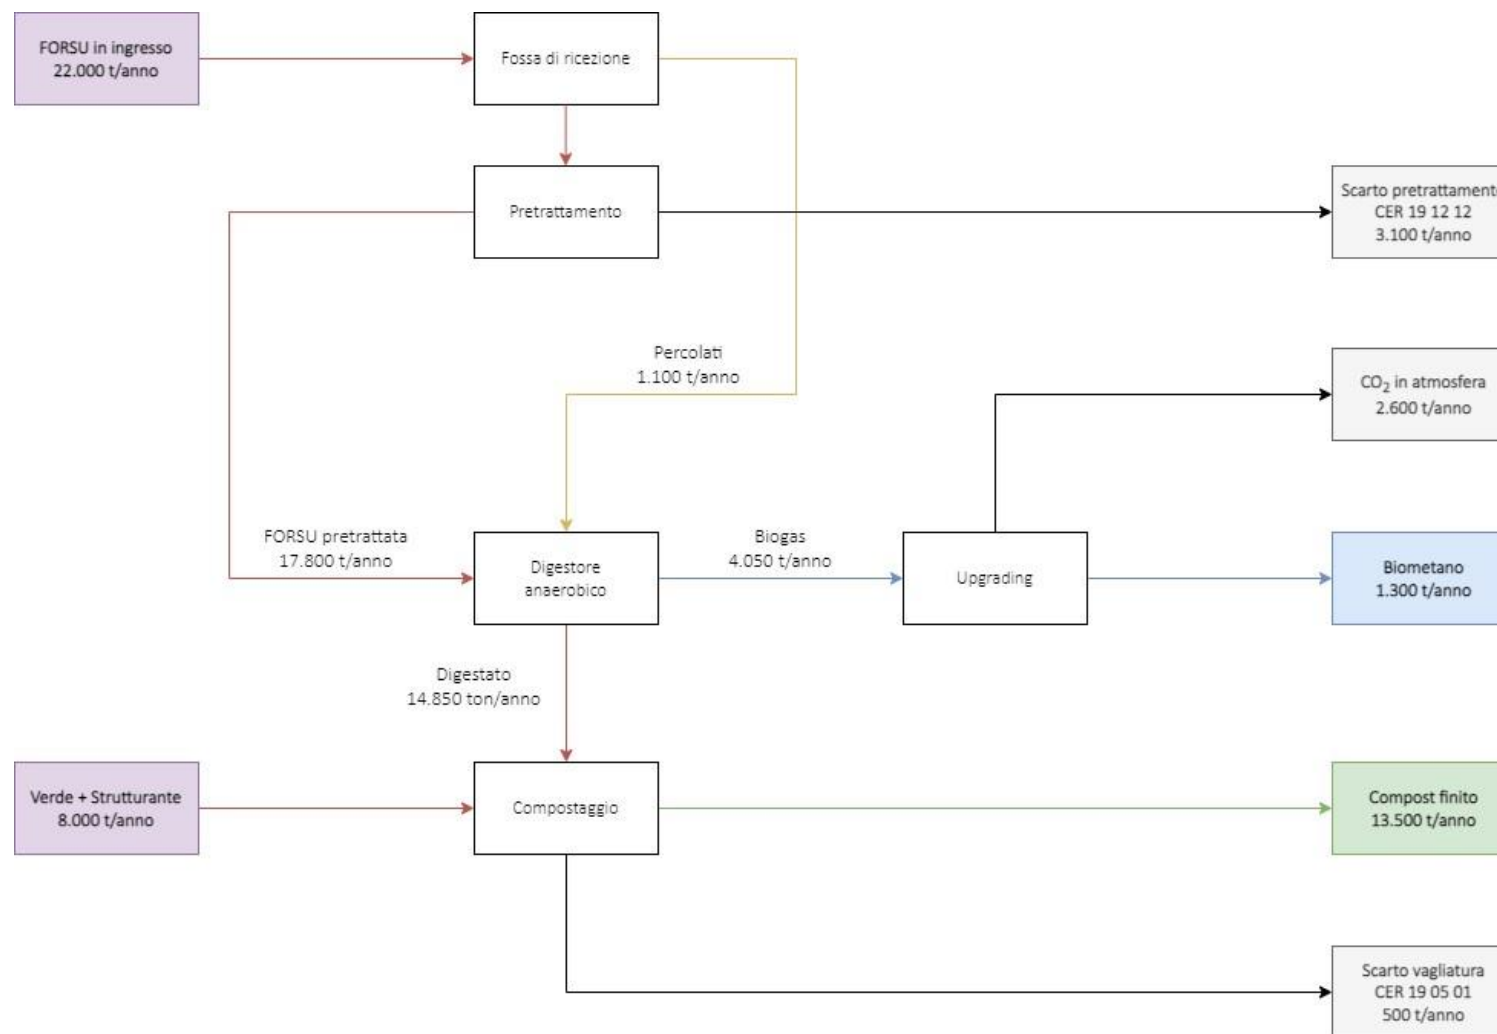 FORSU in ingresso
22.000 t/anno
Fossa di ricezione
Pretrattamento
Scarto pretrattament
CER 19 12 12
3.100 t/anno
Percolati
1.100 t/anno
CO₂ in atmosfera
2.600 t/anno
FORSU pretrattata
17.800 t/anno
Digestore
anaerobico
Biogas
4.050 t/anno
Upgrading
Biometano
1.300 t/anno
Digestato
14.850 ton/anno
Verde + Strutturante
8.000 t/anno
Compostaggio
Compost finito
13.500 t/anno
Scarto vagliatura
CER 19 05 01
500 t/anno